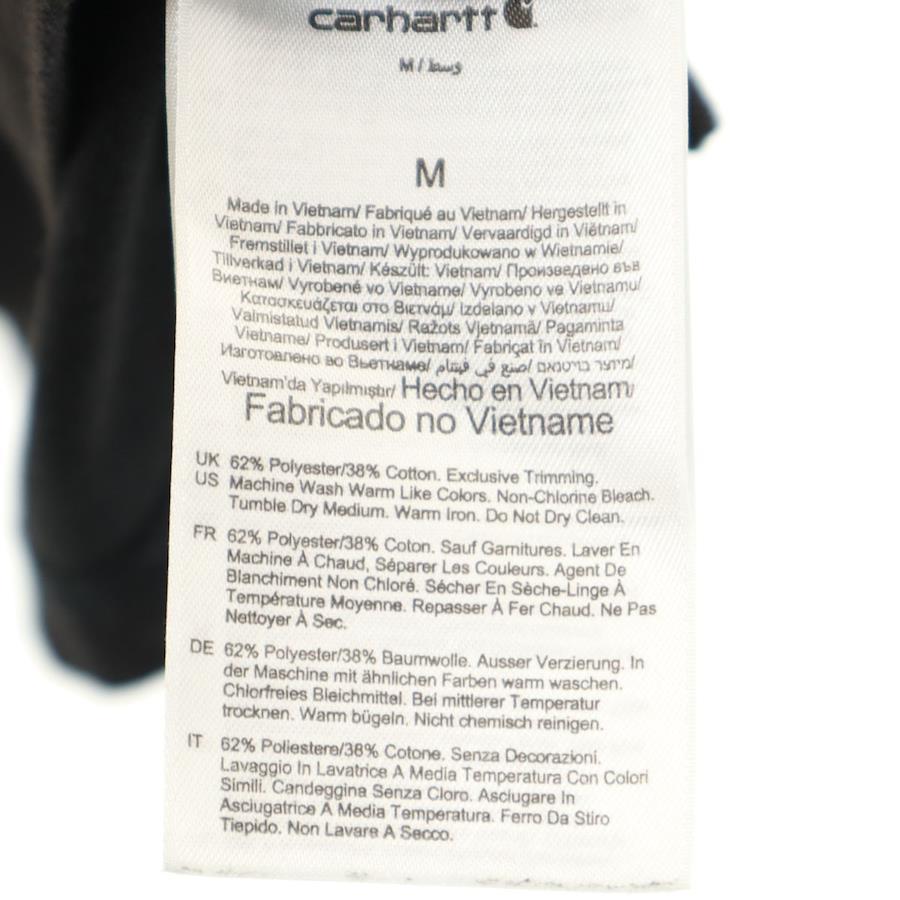 carhartt
M / وسط
M
Made in Vietnam/ Fabriqué au Vietnam/ Hergestellt in
Vietnam/ Fabbricato in Vietnam/ Vervaardigd in Viëtnam/
Fremstillet i Vietnam/ Wyprodukowano w Wietnamie/
Tillverkad i Vietnam/ Készült: Vietnam/ Произведено във
Виетнам/ Vyrobené vo Vietname/ Vyrobeno ve Vietnamu/
Κατασκευάζεται στο Βιετνάμ/ Izdelano v Vietnamu/
Valmistatud Vietnamis/ Ražots Vjetnamā/ Pagaminta
Vietname/ Produsert i Vietnam/ Fabricat în Vietnam/
Изготовлено во Вьетнаме/ صنع في فيتنام/ מיוצר בויטנאם/
Vietnam'da Yapılmıştır/ Hecho en Vietnam/
Fabricado no Vietname
UK 62% Polyester/38% Cotton. Exclusive Trimming.
US Machine Wash Warm Like Colors. Non-Chlorine Bleach.
Tumble Dry Medium. Warm Iron. Do Not Dry Clean.
FR 62% Polyester/38% Coton. Sauf Garnitures. Laver En
Machine À Chaud, Séparer Les Couleurs. Agent De
Blanchiment Non Chloré. Sécher En Sèche-Linge À
Température Moyenne. Repasser À Fer Chaud. Ne Pas
Nettoyer À Sec.
DE 62% Polyester/38% Baumwolle. Ausser Verzierung. In
der Maschine mit ähnlichen Farben warm waschen.
Chlorfreies Bleichmittel. Bei mittlerer Temperatur
trocknen. Warm bügeln. Nicht chemisch reinigen.
IT 62% Poliestere/38% Cotone. Senza Decorazioni.
Lavaggio In Lavatrice A Media Temperatura Con Colori
Simili. Candeggina Senza Cloro. Asciugare In
Asciugatrice A Media Temperatura. Ferro Da Stiro
Tiepido. Non Lavare A Secco.